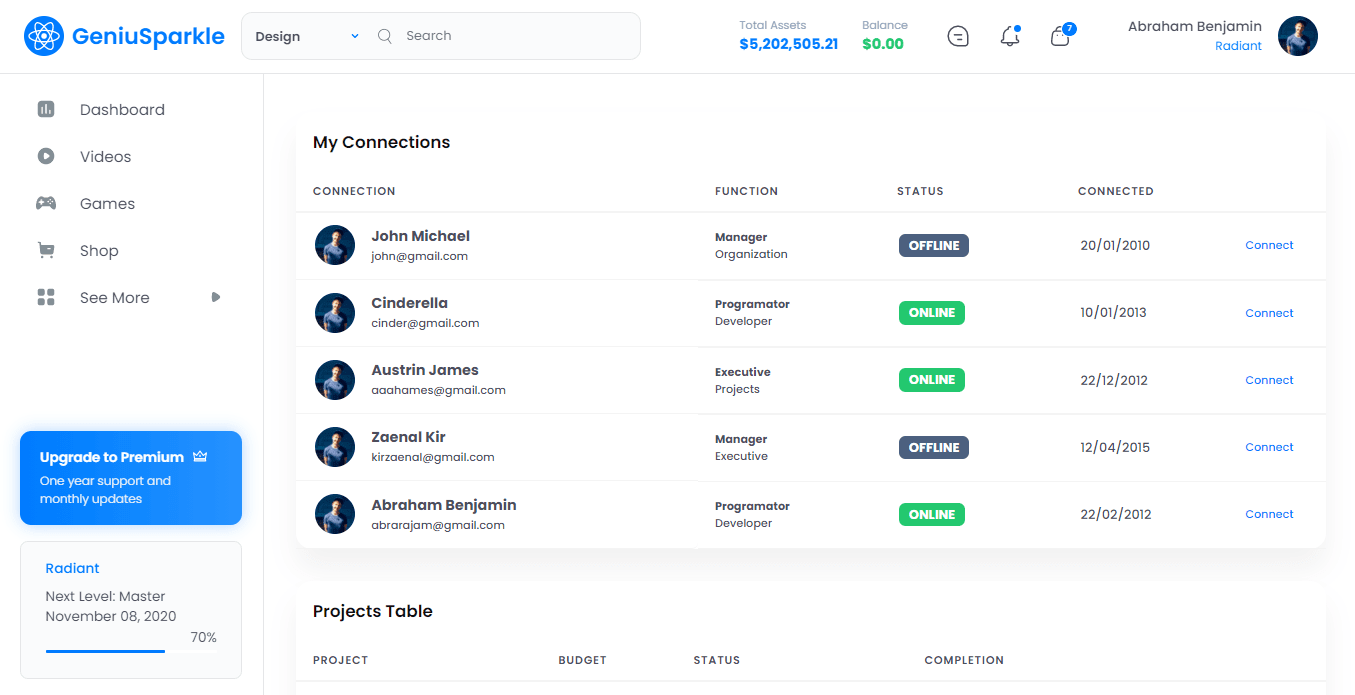 GeniusSparkle
Design
Search
Total Assets
$5,202,505.21
Balance
$0.00
7
Abraham Benjamin
Radiant
Dashboard
Videos
Games
Shop
See More
Upgrade to Premium
One year support and
monthly updates
Radiant
Next Level: Master
November 08, 2020
70%
My Connections
CONNECTION FUNCTION STATUS CONNECTED
John Michael
john@gmail.com
Manager
Organization
OFFLINE
20/01/2010
Connect
Cinderella
cinder@gmail.com
Programator
Developer
ONLINE
10/01/2013
Connect
Austrin James
aaahames@gmail.com
Executive
Projects
ONLINE
22/12/2012
Connect
Zaenal Kir
kirzaenal@gmail.com
Manager
Executive
OFFLINE
12/04/2015
Connect
Abraham Benjamin
abrarajam@gmail.com
Programator
Developer
ONLINE
22/02/2012
Connect
Projects Table
PROJECT BUDGET STATUS COMPLETION